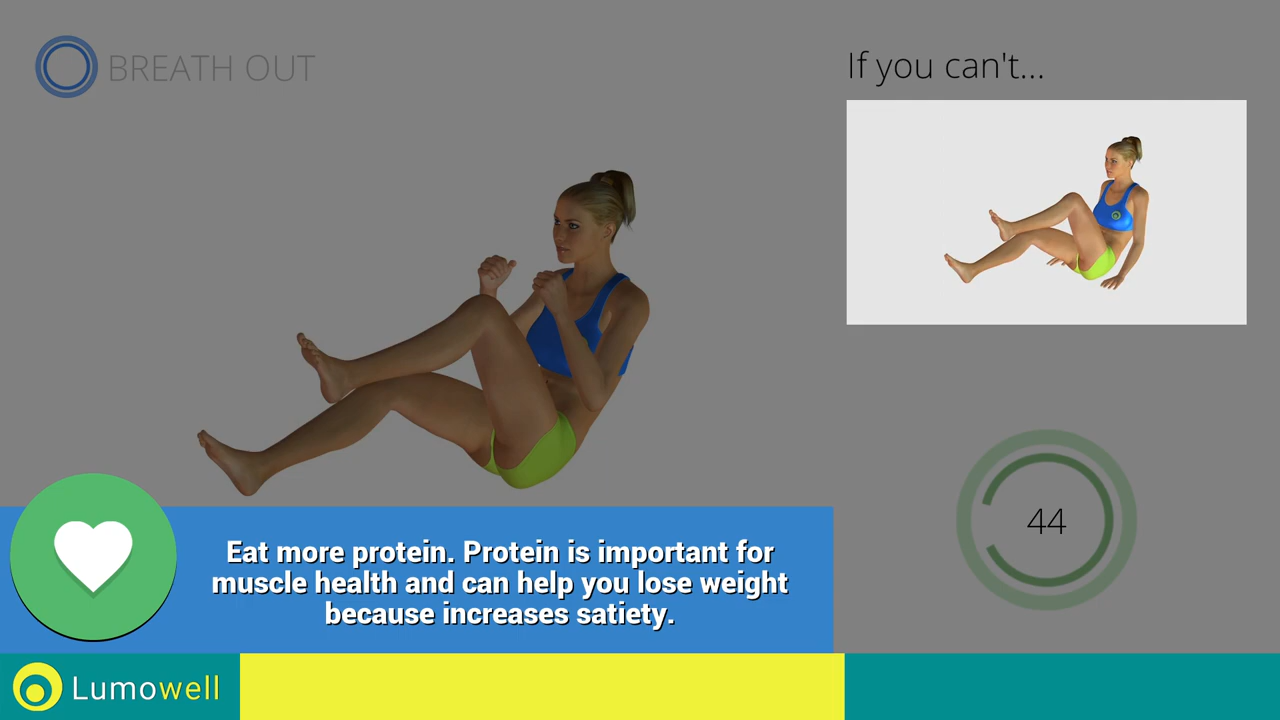 BREATH OUT
If you can't...
44
Eat more protein. Protein is important for
muscle health and can help you lose weight
because increases satiety.
Lumowell